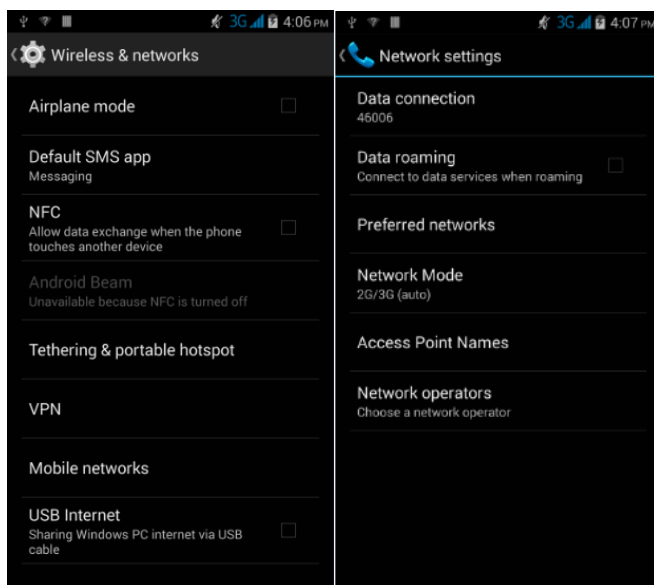 3G 4:06 PM
Wireless & networks
Airplane mode
Default SMS app
Messaging
NFC
Allow data exchange when the phone
touches another device
Android Beam
Unavailable because NFC is turned off
Tethering & portable hotspot
VPN
Mobile networks
USB Internet
Sharing Windows PC internet via USB
cable
3G 4:07 PM
Network settings
Data connection
46006
Data roaming
Connect to data services when roaming
Preferred networks
Network Mode
2G/3G (auto)
Access Point Names
Network operators
Choose a network operator